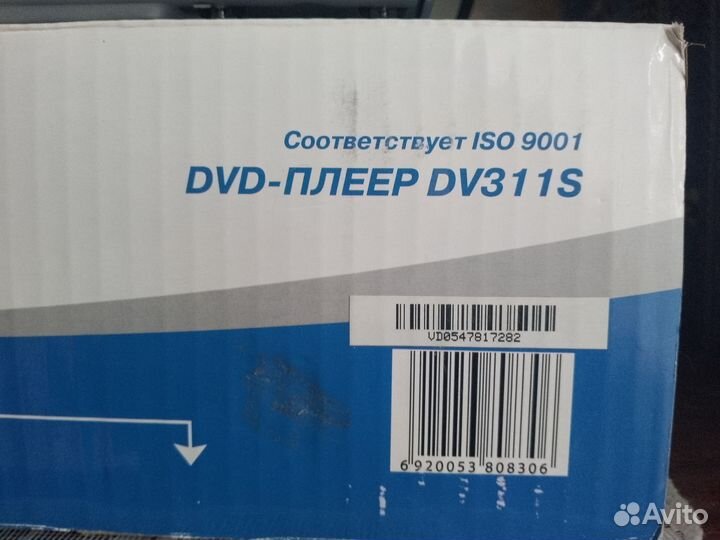 Соответствует ISO 9001
DVD-ПЛЕЕР DV311S
VD0547817282
6 920053 808306
Avito